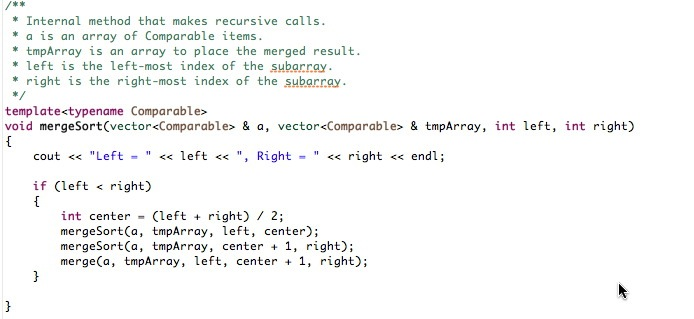 /**
 * Internal method that makes recursive calls.
 * a is an array of Comparable items.
 * tmpArray is an array to place the merged result.
 * left is the left-most index of the subarray.
 * right is the right-most index of the subarray.
 */
template<typename Comparable>
void mergeSort(vector<Comparable> & a, vector<Comparable> & tmpArray, int left, int right)
{
    cout << "Left = " << left << ", Right = " << right << endl;

    if (left < right)
    {
        int center = (left + right) / 2;
        mergeSort(a, tmpArray, left, center);
        mergeSort(a, tmpArray, center + 1, right);
        merge(a, tmpArray, left, center + 1, right);
    }

}